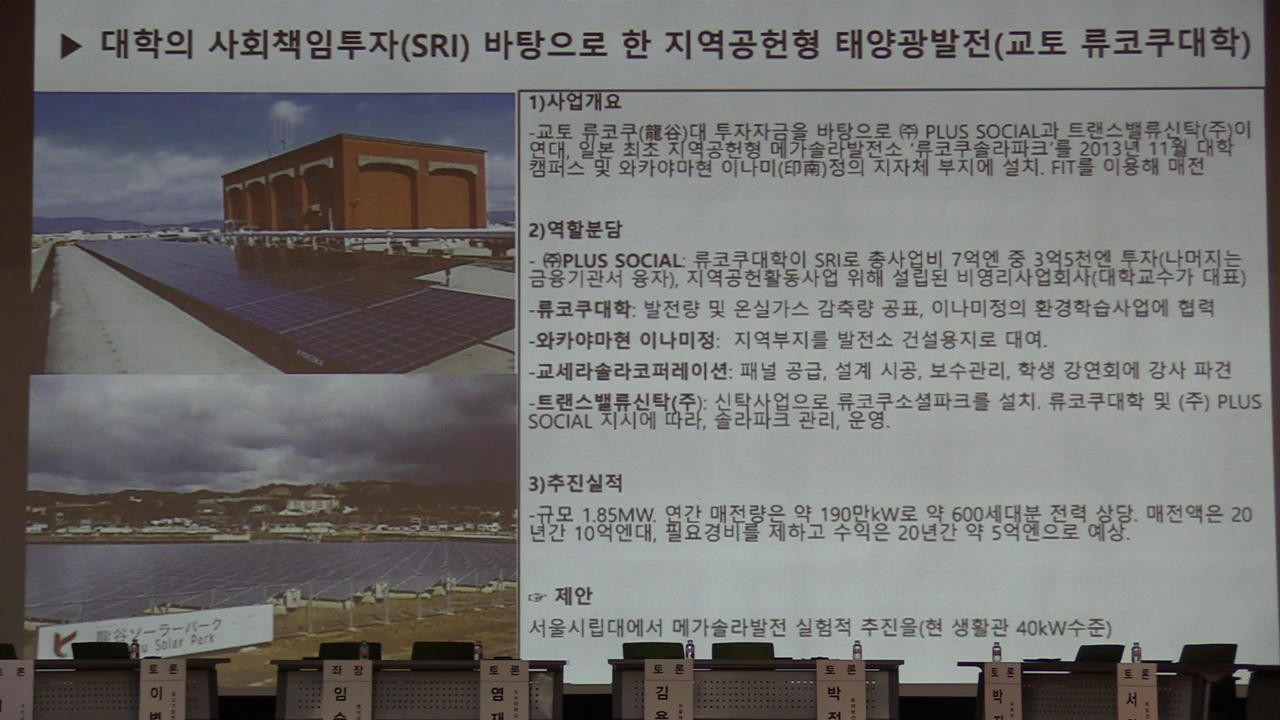 ▶ 대학의 사회책임투자(SRI) 바탕으로 한 지역공헌형 태양광발전(교토 류코쿠대학)
1)사업개요
-교토 류코쿠(龍谷)대 투자자금을 바탕으로 ㈜ PLUS SOCIAL과 트랜스밸류신탁(주)이
연대, 일본 최초 지역공헌형 메가솔라발전소 '류코쿠솔라파크'를 2013년 11월 대학
캠퍼스 및 와카야마현 이나미(印南)정의 지자체 부지에 설치. FIT를 이용해 매전
2)역할분담
- ㈜PLUS SOCIAL: 류코쿠대학이 SRI로 총사업비 7억엔 중 3억5천엔 투자(나머지는
금융기관서 융자), 지역공헌활동사업 위해 설립된 비영리사업회사(대학교수가 대표)
-류코쿠대학: 발전량 및 온실가스 감축량 공표, 이나미정의 환경학습사업에 협력
-와카야마현 이나미정: 지역부지를 발전소 건설용지로 대여.
-교세라솔라코퍼레이션: 패널 공급, 설계 시공, 보수관리, 학생 강연회에 강사 파견
-트랜스밸류신탁(주): 신탁사업으로 류코쿠소셜파크를 설치. 류코쿠대학 및 (주) PLUS
SOCIAL 지시에 따라, 솔라파크 관리, 운영.
3)추진실적
-규모 1.85MW. 연간 매전량은 약 190만kW로 약 600세대분 전력 상당. 매전액은 20
년간 10억엔대, 필요경비를 제하고 수익은 20년간 약 5억엔으로 예상.
☞ 제안
서울시립대에서 메가솔라발전 실험적 추진을(현 생활관 40kW수준)
KYOCERA
龍谷ソーラーパーク
Solar Park
토 론
토 론
이
좌 장
임
토 론
염
토 론
김
토 론
박
토 론
박
토 론
서